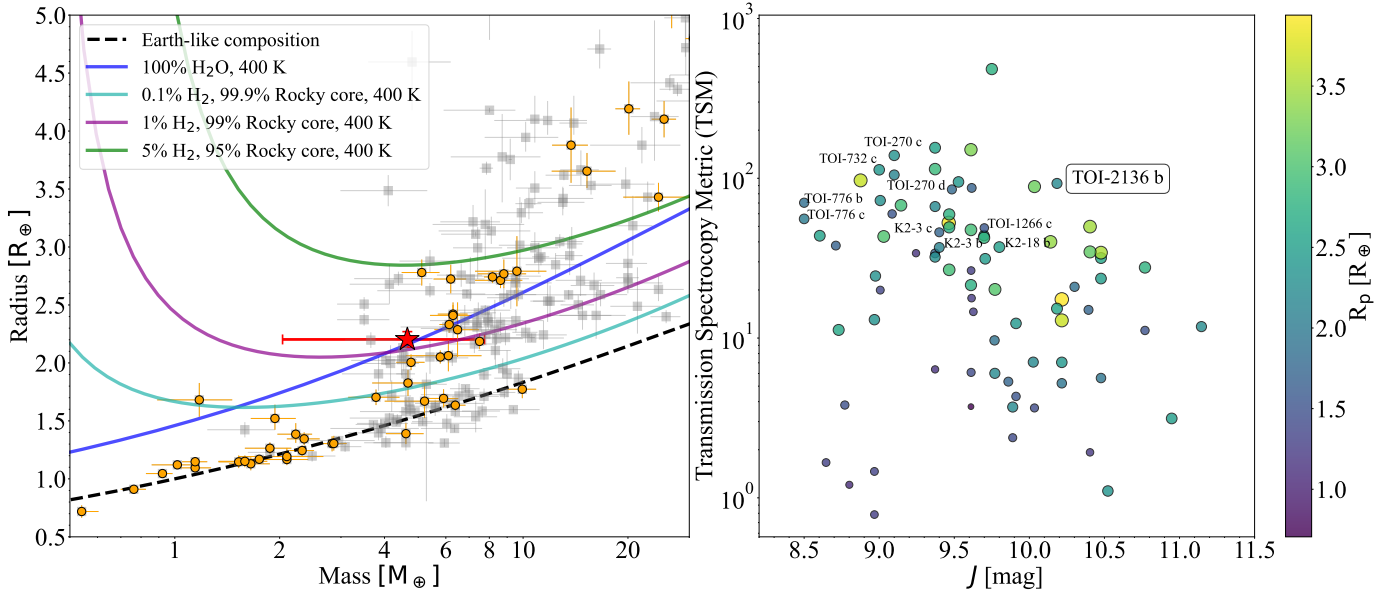 5.0
4.5
4.0
3.5
3.0
2.5
2.0
1.5
1.0
0.5
Radius [R⊕]
Earth-like composition
100% H₂O, 400 K
0.1% H₂, 99.9% Rocky core, 400 K
1% H₂, 99% Rocky core, 400 K
5% H₂, 95% Rocky core, 400 K
1
2
4
6
8
10
20
Mass [M⊕]
10³
10²
10¹
10⁰
Transmission Spectrocopy Metric (TSM)
TOI-270 c
TOI-732 c
TOI-270 d
TOI-776 b
TOI-776 c
K2-3 c
TOI-1266 c
K2-3 b
K2-18 b
TOI-2136 b
8.5
9.0
9.5
10.0
10.5
11.0
11.5
J [mag]
3.5
3.0
2.5
2.0
1.5
1.0
Rₚ [R⊕]